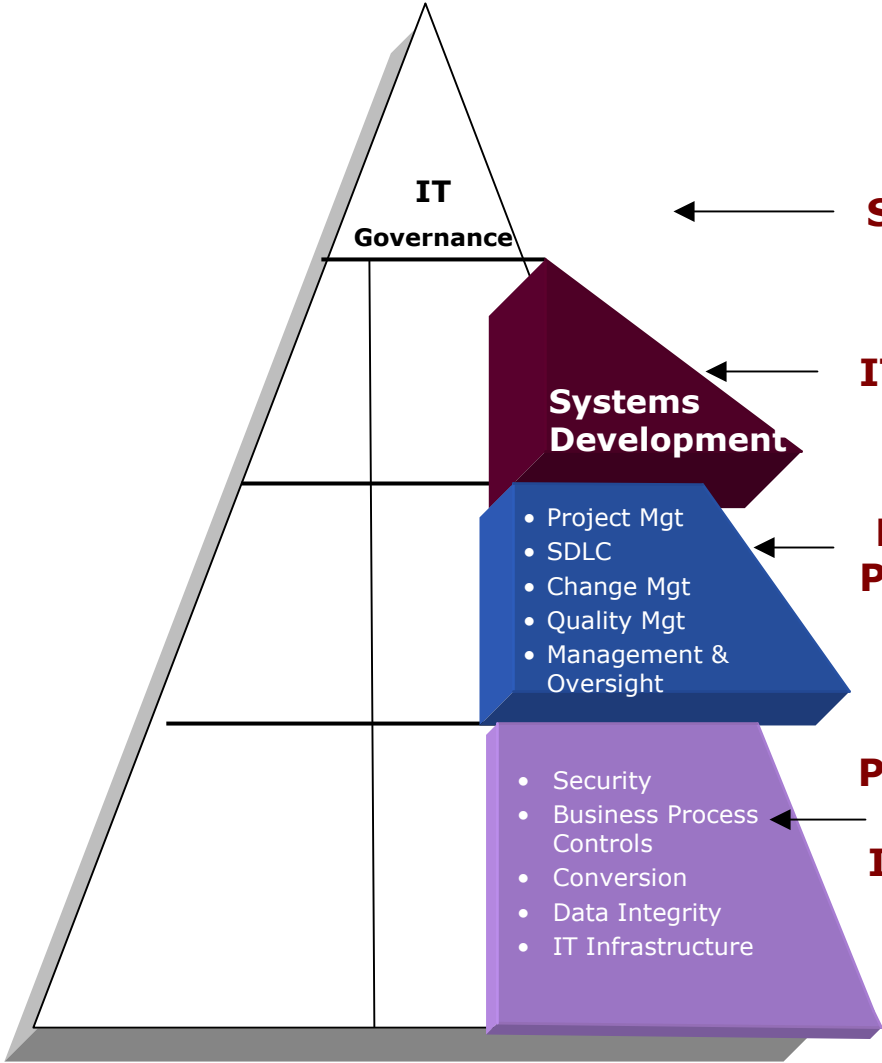 IT
Governance
Systems
Development
• Project Mgt
• SDLC
• Change Mgt
• Quality Mgt
• Management &
Oversight
• Security
• Business Process
Controls
• Conversion
• Data Integrity
• IT Infrastructure